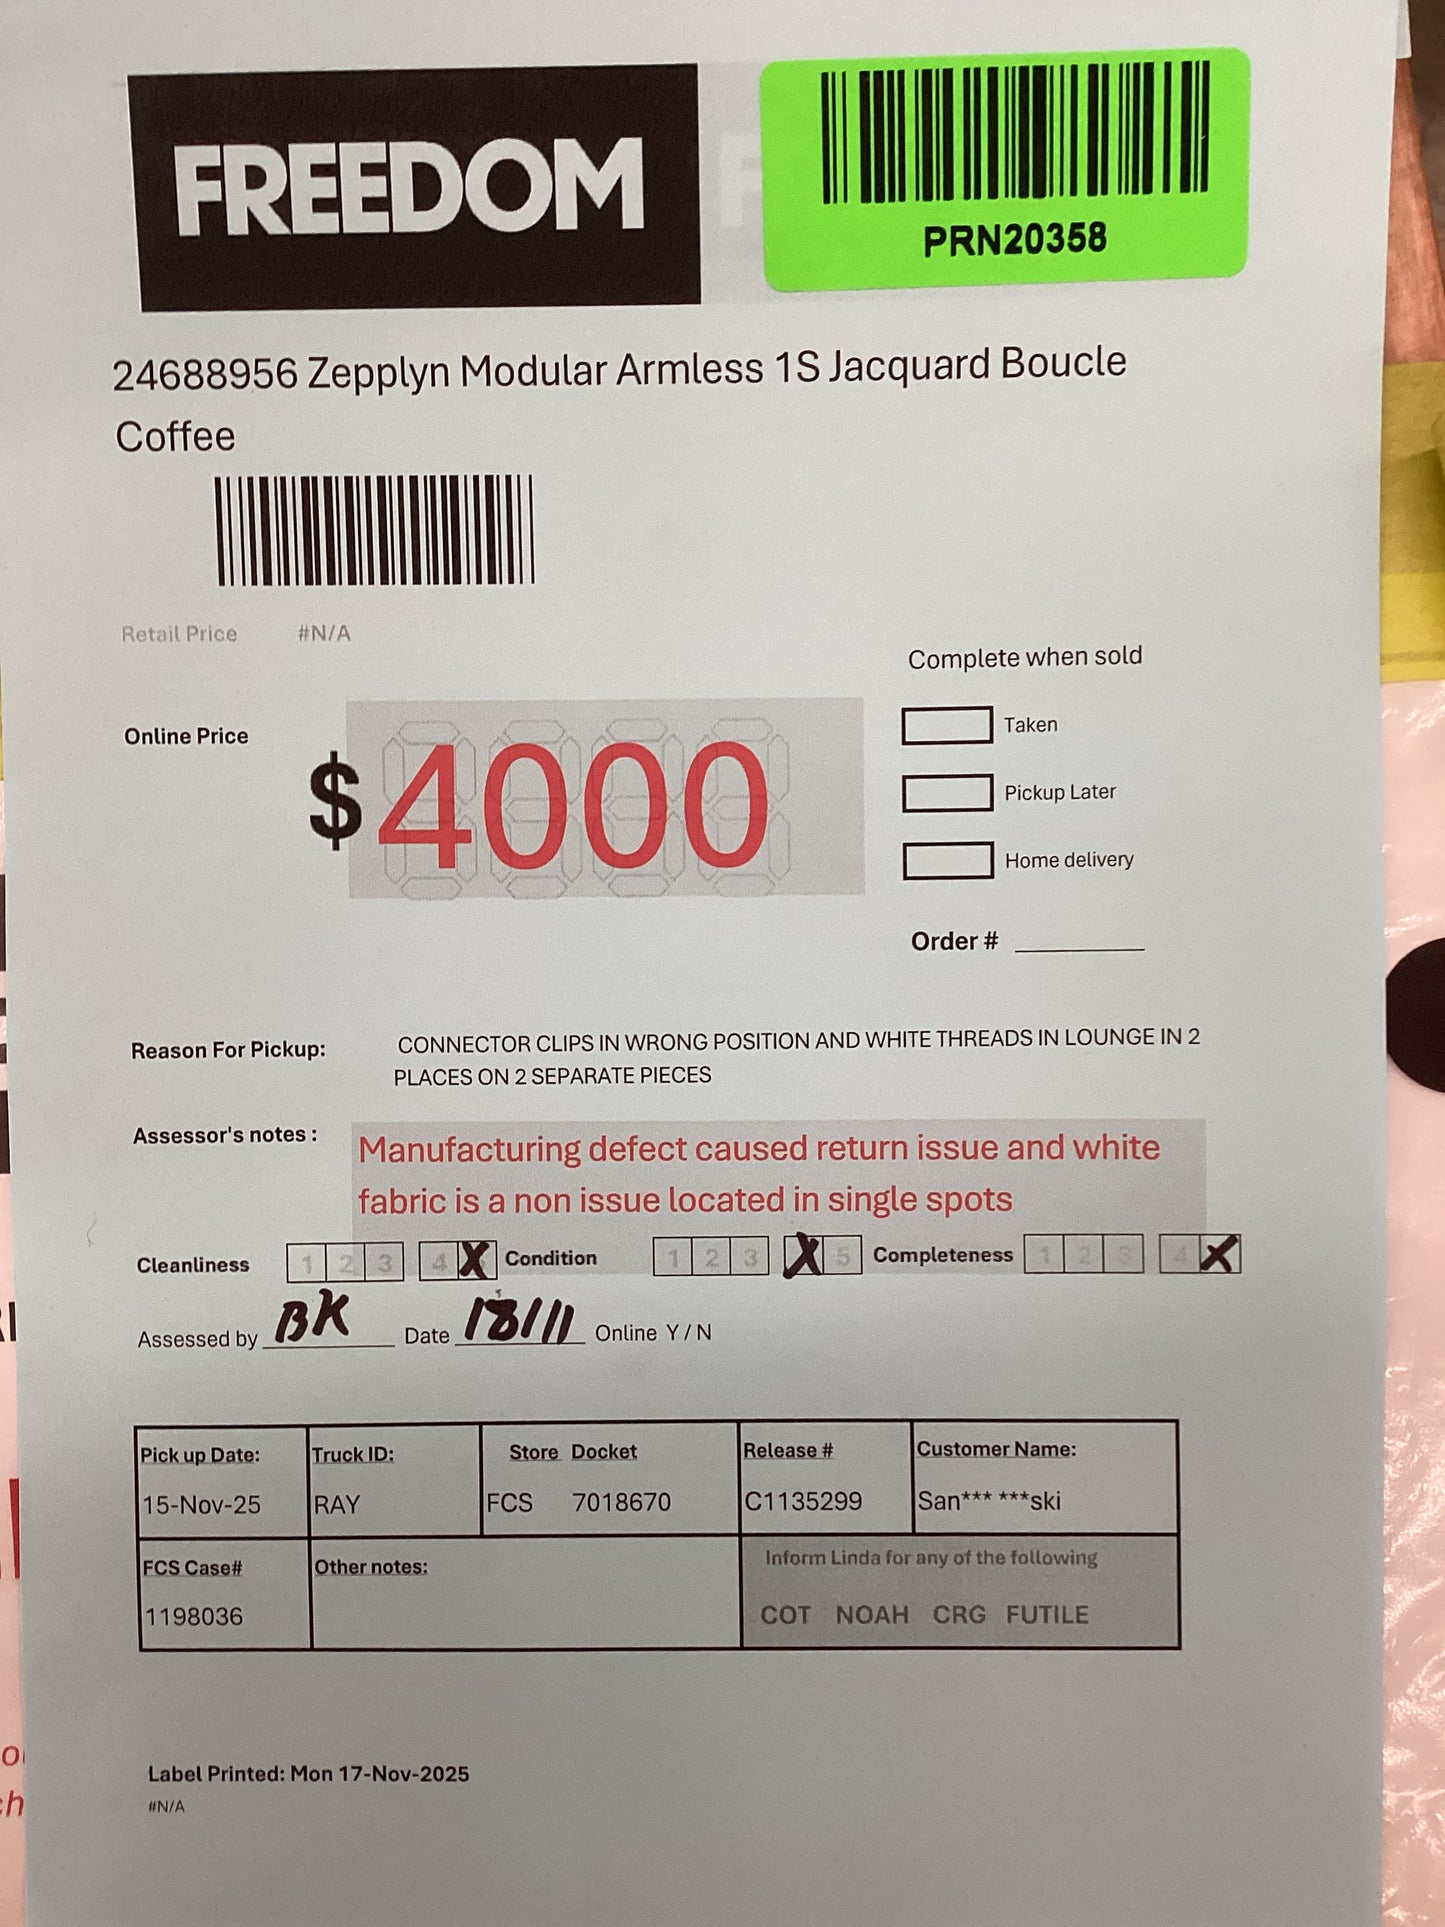 FREEDOM
PRN20358
24688956 Zepplyn Modular Armless 1S Jacquard Boucle
Coffee
Retail Price #N/A
Complete when sold
Online Price
$4000
Taken
Pickup Later
Home delivery
Order #
Reason For Pickup: CONNECTOR CLIPS IN WRONG POSITION AND WHITE THREADS IN LOUNGE IN 2
PLACES ON 2 SEPARATE PIECES
Assessor's notes : Manufacturing defect caused return issue and white
fabric is a non issue located in single spots
Cleanliness 1 2 3 4 X Condition 1 2 3 X 5 Completeness 1 2 3 4 X
Assessed by BK Date 18/11 Online Y / N
Pick up Date: Truck ID: Store Docket Release # Customer Name:
15-Nov-25 RAY FCS 7018670 C1135299 San*** ***ski
FCS Case# Other notes: Inform Linda for any of the following
1198036 COT NOAH CRG FUTILE
Label Printed: Mon 17-Nov-2025
#N/A